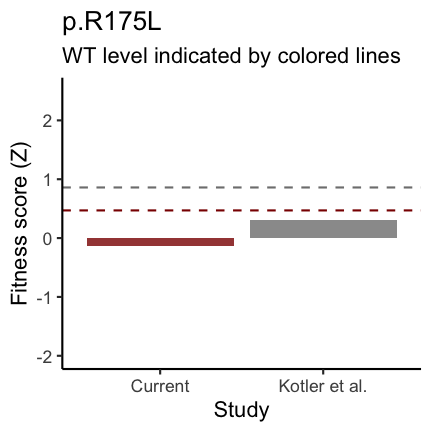 p.R175L
WT level indicated by colored lines
Fitness score (Z)
2
1
0
-1
-2
Current
Kotler et al.
Study